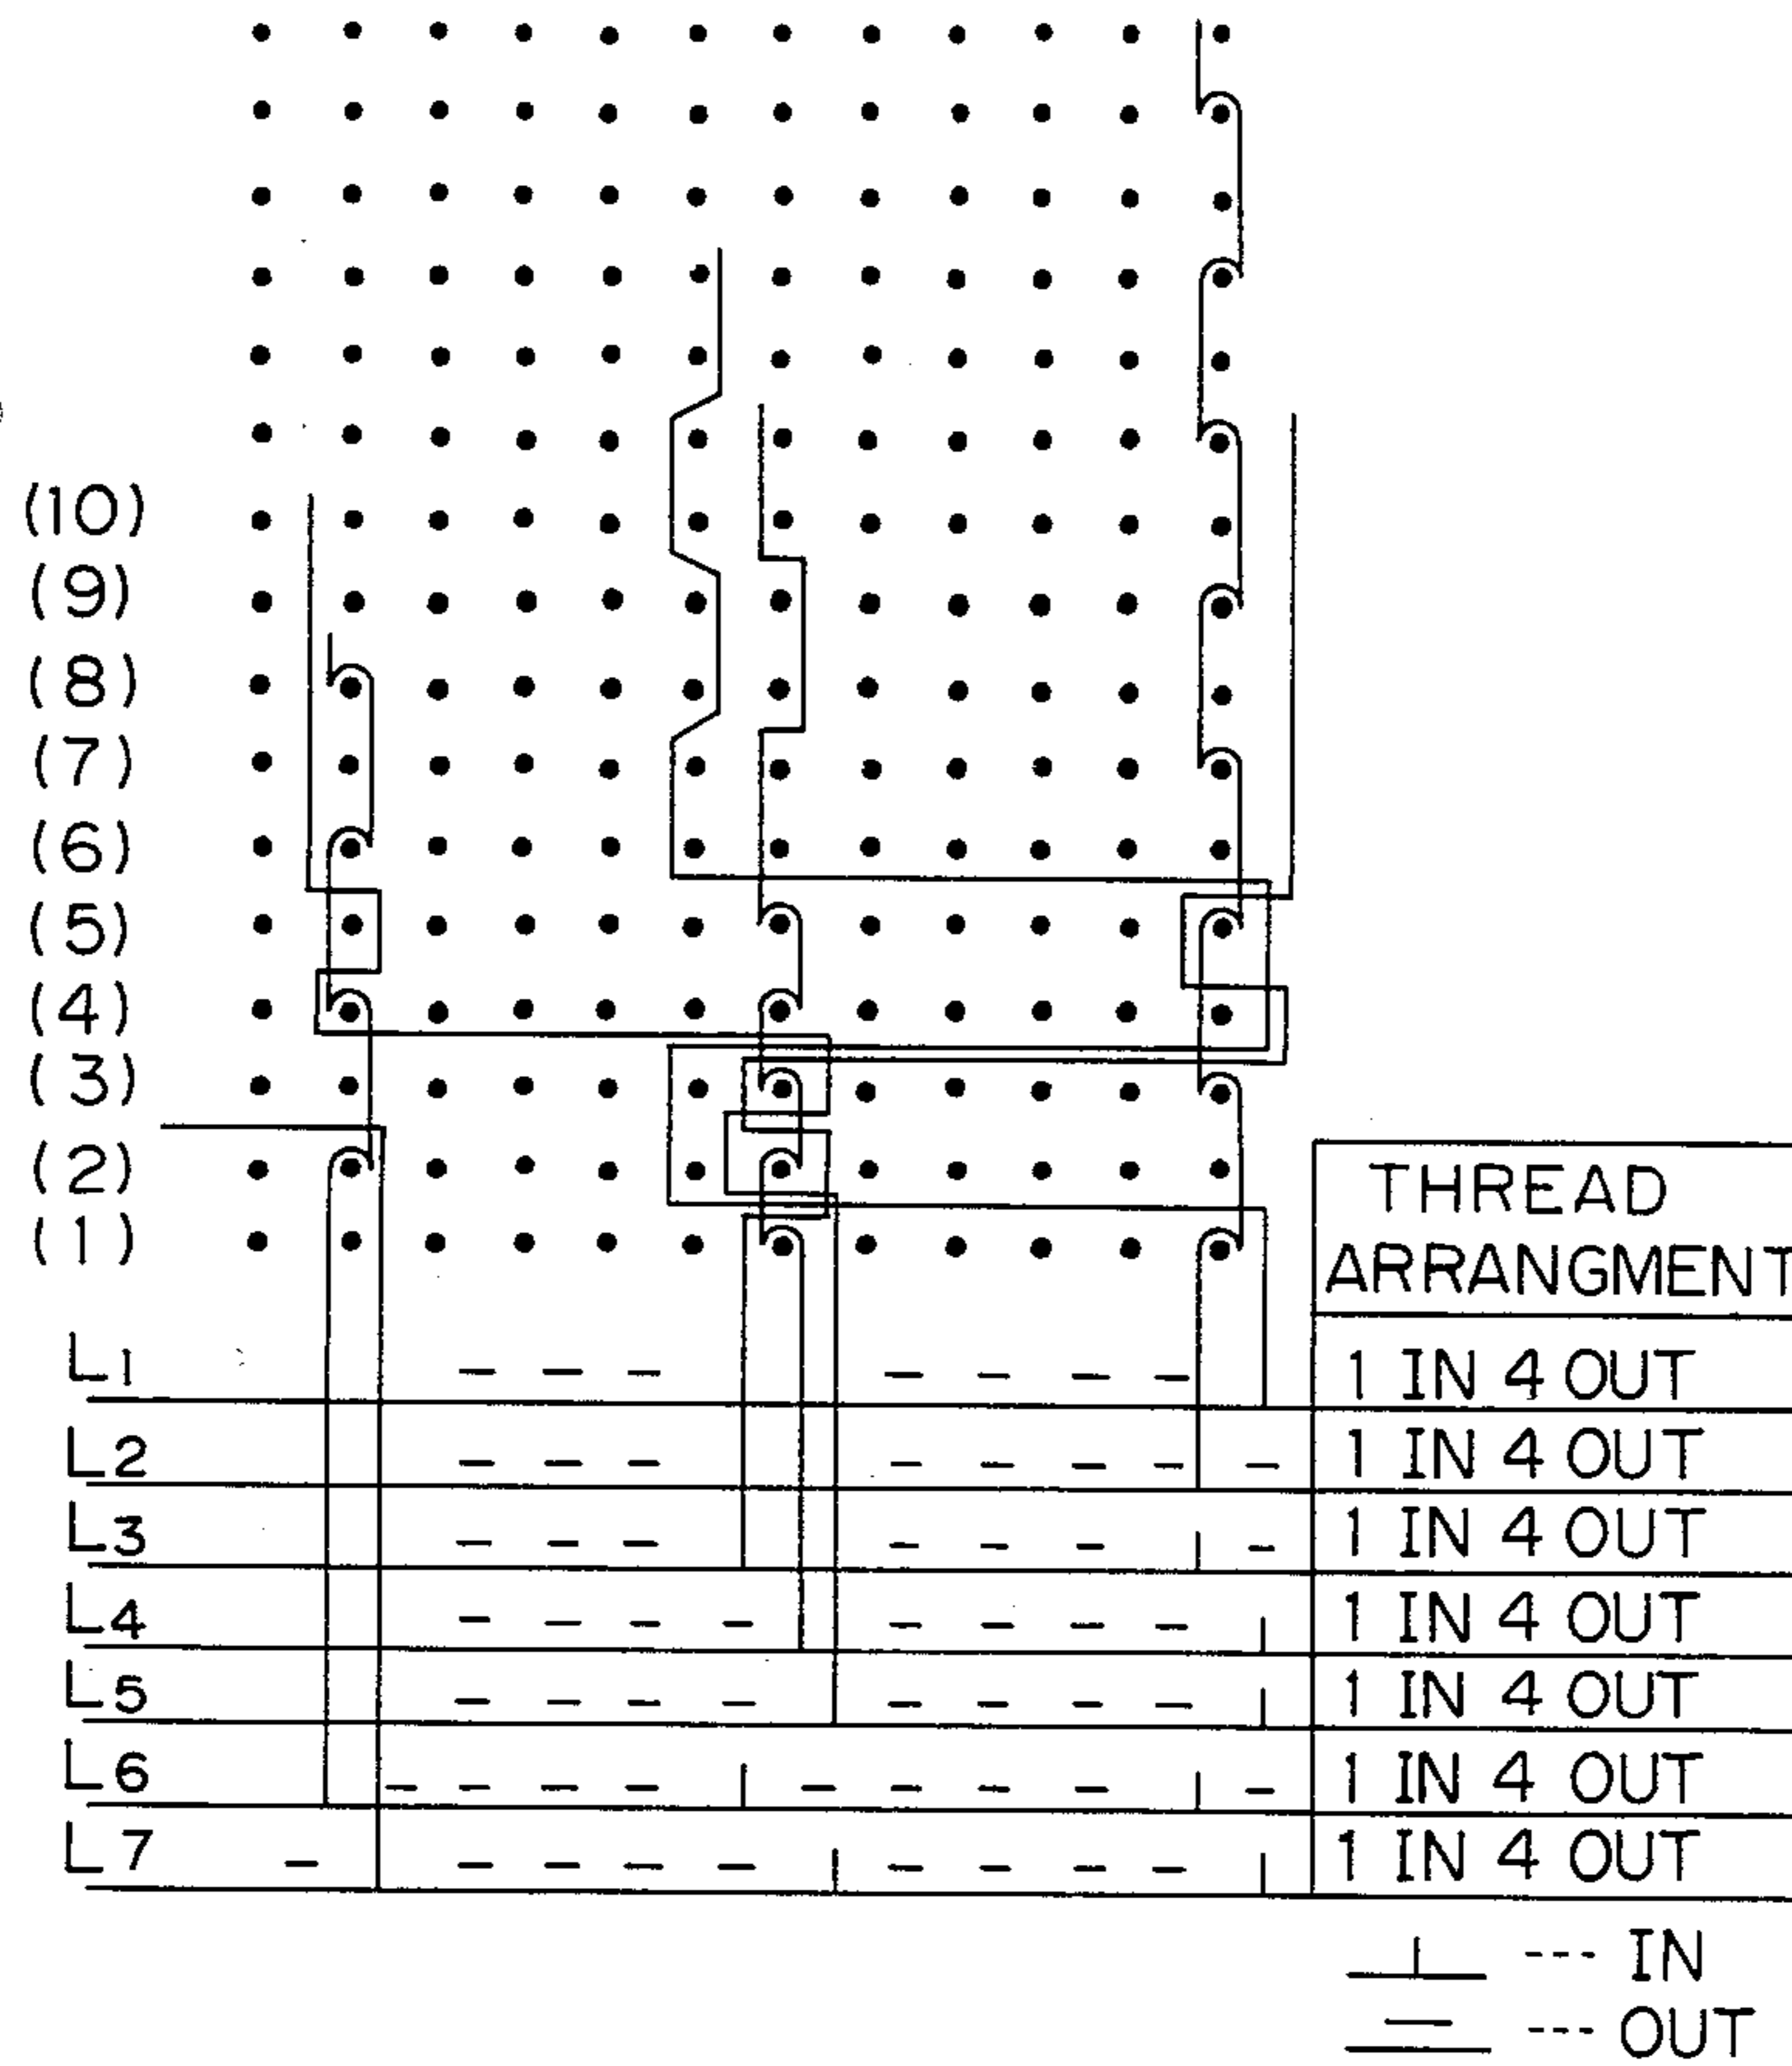 (10)
(9)
(8)
(7)
(6)
(5)
(4)
(3)
(2)
(1)
THREAD
ARRANGMENT
L1 1 IN 4 OUT
L2 1 IN 4 OUT
L3 1 IN 4 OUT
L4 1 IN 4 OUT
L5 1 IN 4 OUT
L6 1 IN 4 OUT
L7 1 IN 4 OUT
--- IN
--- OUT